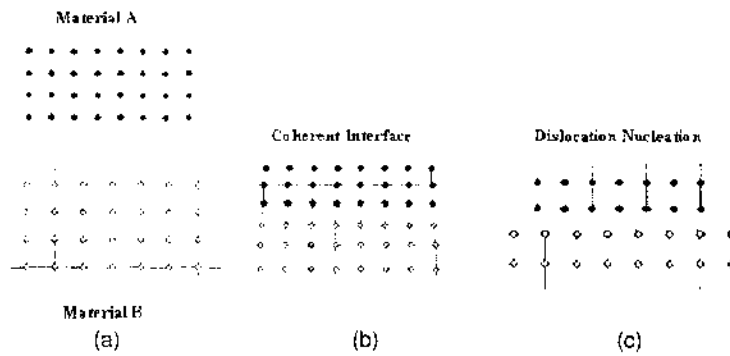 Material A
Coherent Interface
Dislocation Nucleation
Material B
(a)
(b)
(c)